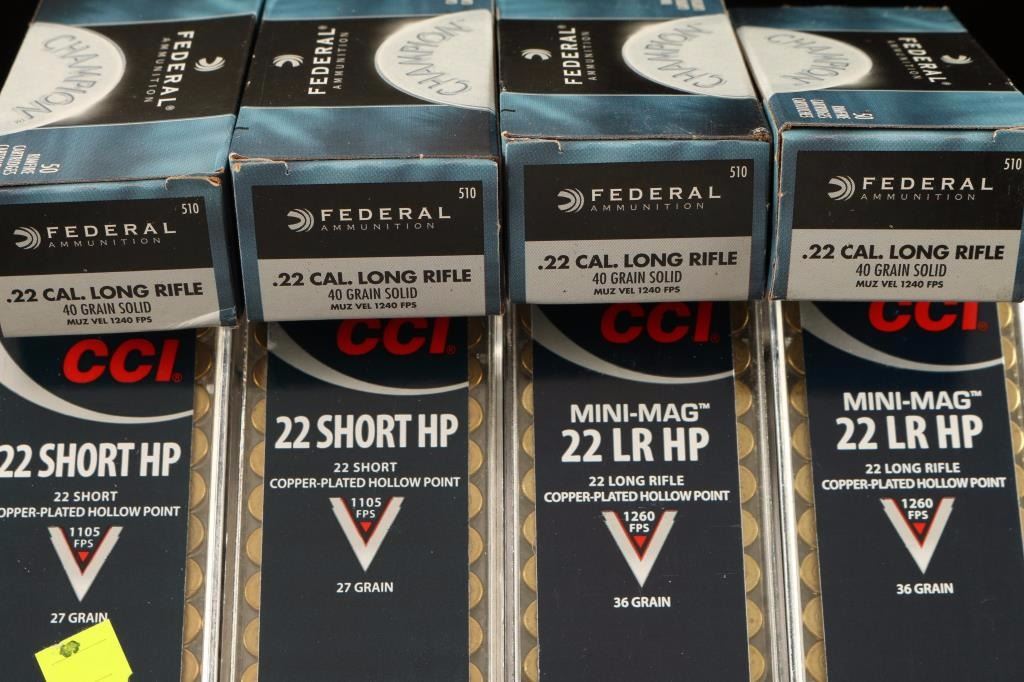 CHAMPION
FEDERAL
AMMUNITION
50
RIMFIRE
CARTRIDGES
510
FEDERAL
AMMUNITION
.22 CAL. LONG RIFLE
40 GRAIN SOLID
MUZ VEL 1240 FPS
FEDERAL
AMMUNITION
CHAMPION
510
FEDERAL
AMMUNITION
.22 CAL. LONG RIFLE
40 GRAIN SOLID
MUZ VEL 1240 FPS
FEDERAL
AMMUNITION
CHAMPION
510
FEDERAL
AMMUNITION
.22 CAL. LONG RIFLE
40 GRAIN SOLID
MUZ VEL 1240 FPS
CHAMPION
FEDERAL
AMMUNITION
50
RIMFIRE
CARTRIDGES
510
FEDERAL
AMMUNITION
.22 CAL. LONG RIFLE
40 GRAIN SOLID
MUZ VEL 1240 FPS
CCI
22 SHORT HP
22 SHORT
COPPER-PLATED HOLLOW POINT
1105
FPS
27 GRAIN
CCI
22 SHORT HP
22 SHORT
COPPER-PLATED HOLLOW POINT
1105
FPS
27 GRAIN
CCI
MINI-MAG™
22 LR HP
22 LONG RIFLE
COPPER-PLATED HOLLOW POINT
1260
FPS
36 GRAIN
CCI
MINI-MAG™
22 LR HP
22 LONG RIFLE
COPPER-PLATED HOLLOW POINT
1260
FPS
36 GRAIN